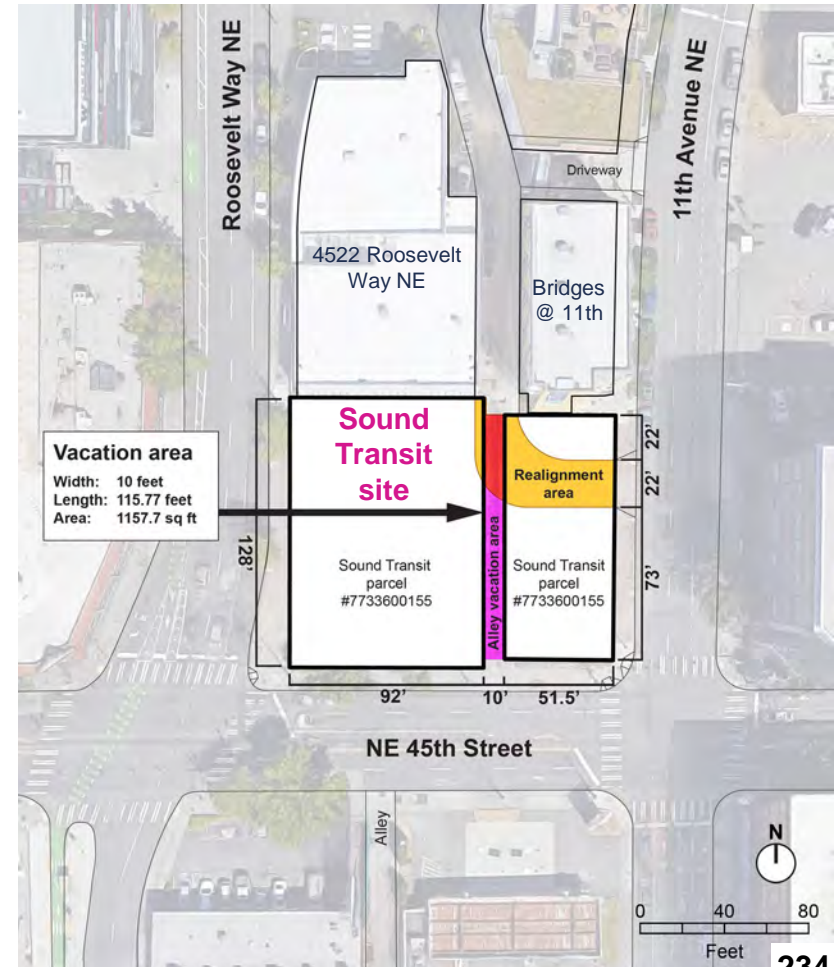 Roosevelt Way NE
11th Avenue NE
Driveway
4522 Roosevelt
Way NE
Bridges
@ 11th
Sound
Transit
site
Vacation area
Width: 10 feet
Length: 115.77 feet
Area: 1157.7 sq ft
Realignment
area
22'
22'
73'
128'
Sound Transit
parcel
#7733600155
Alley vacation area
Sound Transit
parcel
#7733600155
92'
10'
51.5'
NE 45th Street
Alley
N
0 40 80
Feet
234